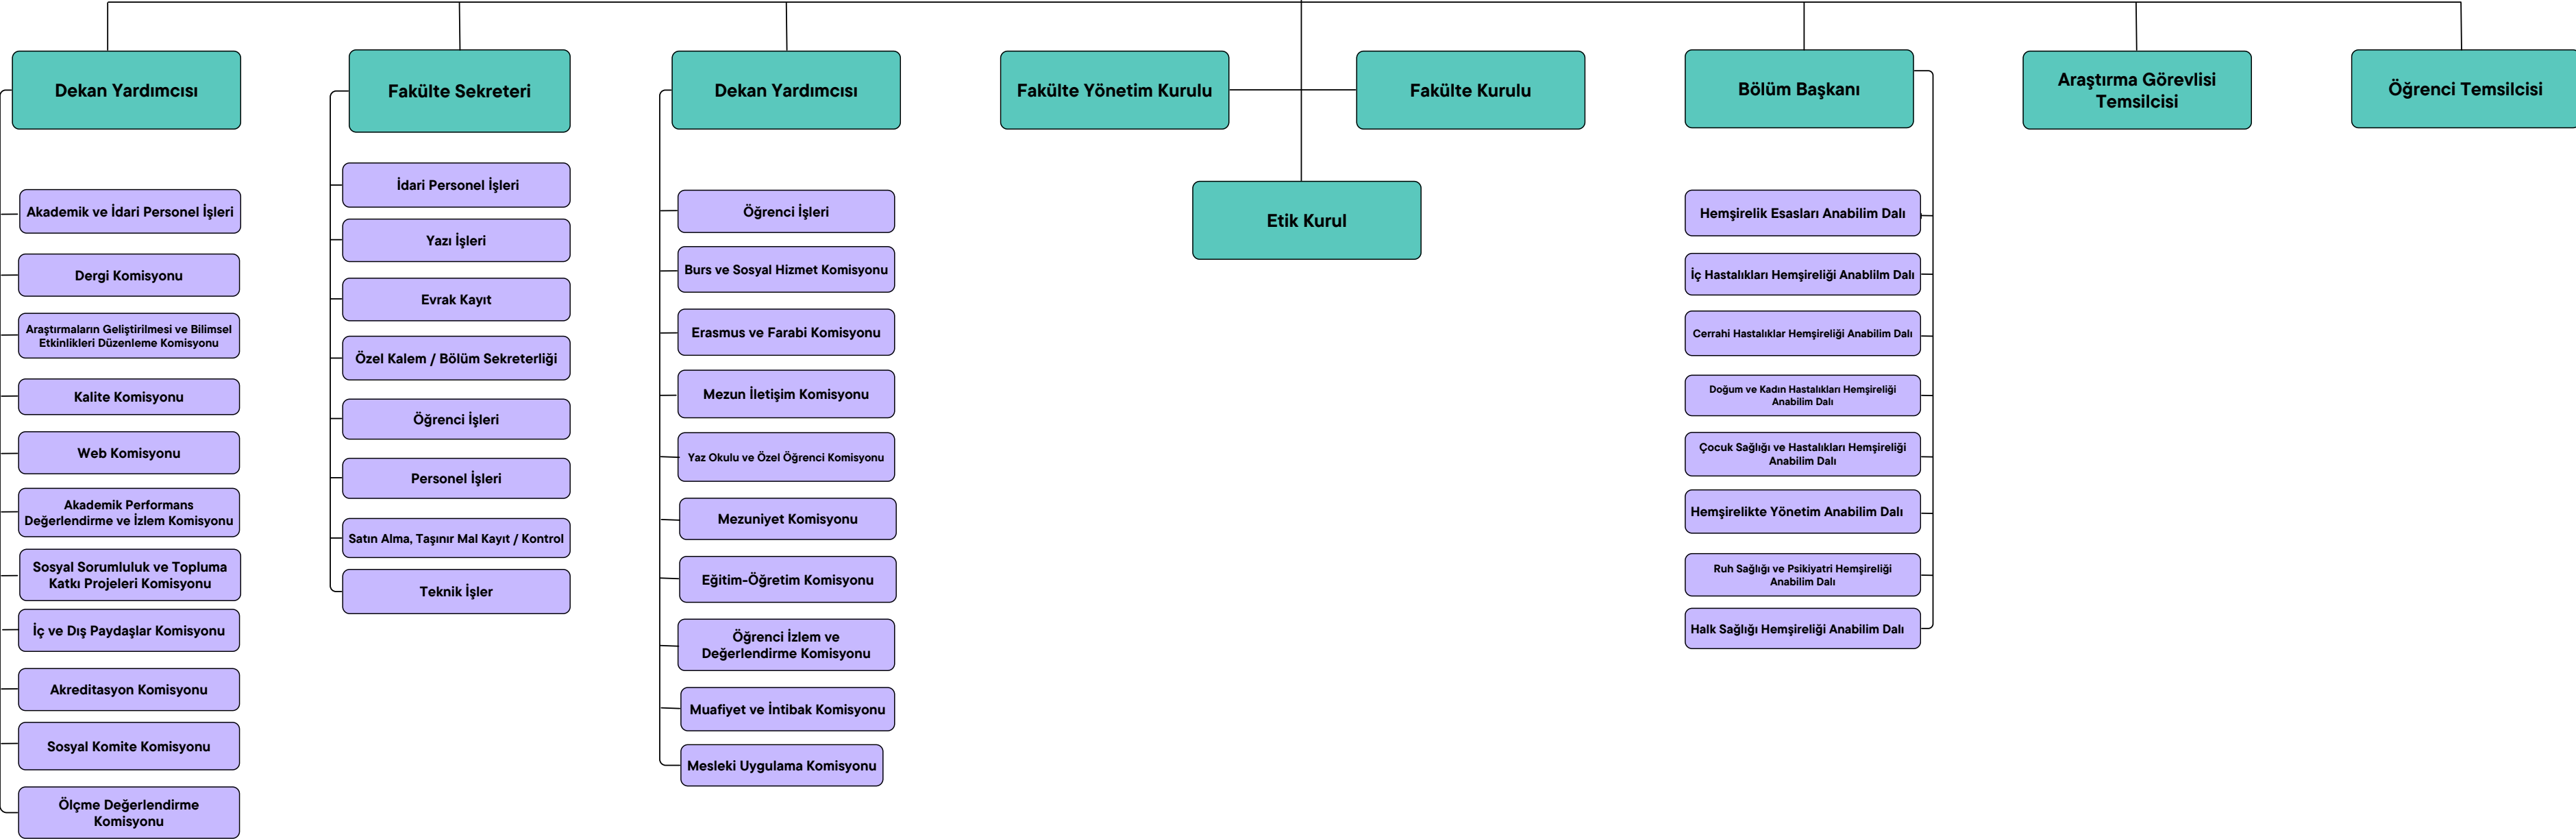 Dekan Yardımcısı
Fakülte Sekreteri
Dekan Yardımcısı
Fakülte Yönetim Kurulu
Fakülte Kurulu
Bölüm Başkanı
Araştırma Görevlisi
Temsilcisi
Öğrenci Temsilcisi
Etik Kurul
Akademik ve İdari Personel İşleri
Dergi Komisyonu
Araştırmaların Geliştirilmesi ve Bilimsel
Etkinlikleri Düzenleme Komisyonu
Kalite Komisyonu
Web Komisyonu
Akademik Performans
Değerlendirme ve İzlem Komisyonu
Sosyal Sorumluluk ve Topluma
Katkı Projeleri Komisyonu
İç ve Dış Paydaşlar Komisyonu
Akreditasyon Komisyonu
Sosyal Komite Komisyonu
Ölçme Değerlendirme
Komisyonu
İdari Personel İşleri
Yazı İşleri
Evrak Kayıt
Özel Kalem / Bölüm Sekreterliği
Öğrenci İşleri
Personel İşleri
Satın Alma, Taşınır Mal Kayıt / Kontrol
Teknik İşler
Öğrenci İşleri
Burs ve Sosyal Hizmet Komisyonu
Erasmus ve Farabi Komisyonu
Mezun İletişim Komisyonu
Yaz Okulu ve Özel Öğrenci Komisyonu
Mezuniyet Komisyonu
Eğitim-Öğretim Komisyonu
Öğrenci İzlem ve
Değerlendirme Komisyonu
Muafiyet ve İntibak Komisyonu
Mesleki Uygulama Komisyonu
Hemşirelik Esasları Anabilim Dalı
İç Hastalıkları Hemşireliği Anablilm Dalı
Cerrahi Hastalıklar Hemşireliği Anabilim Dalı
Doğum ve Kadın Hastalıkları Hemşireliği
Anabilim Dalı
Çocuk Sağlığı ve Hastalıkları Hemşireliği
Anabilim Dalı
Hemşirelikte Yönetim Anabilim Dalı
Ruh Sağlığı ve Psikiyatri Hemşireliği
Anabilim Dalı
Halk Sağlığı Hemşireliği Anabilim Dalı